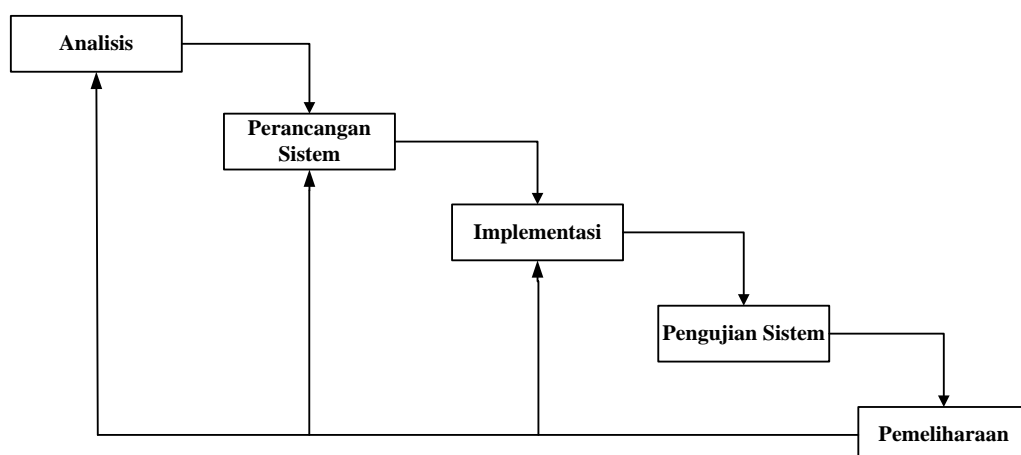 Analisis
Perancangan
Sistem
Implementasi
Pengujian Sistem
Pemeliharaan